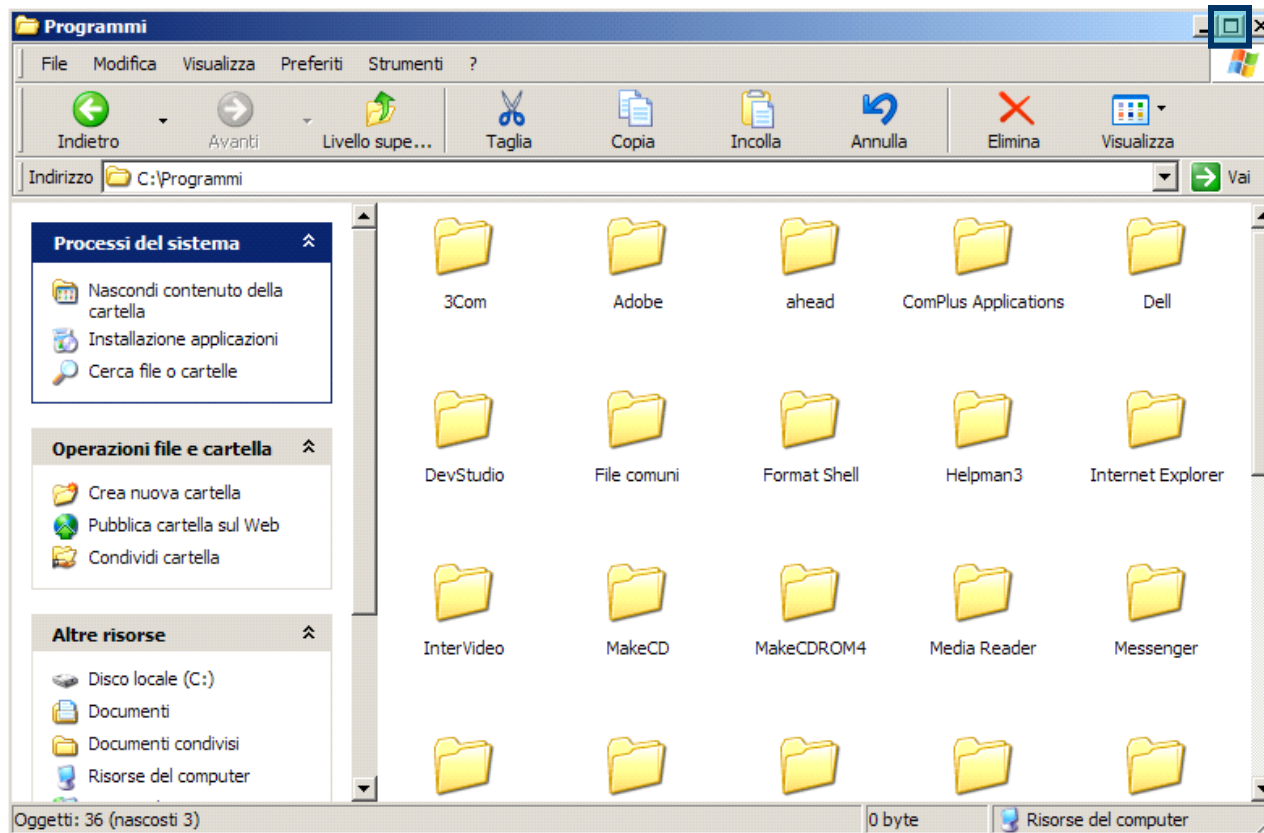 Programmi
File Modifica Visualizza Preferiti Strumenti ?
Indietro Avanti Livello supe... Taglia Copia Incolla Annulla Elimina Visualizza
Indirizzo C:\Programmi Vai
Processi del sistema
Nascondi contenuto della
cartella
Installazione applicazioni
Cerca file o cartelle
Operazioni file e cartella
Crea nuova cartella
Pubblica cartella sul Web
Condividi cartella
Altre risorse
Disco locale (C:)
Documenti
Documenti condivisi
Risorse del computer
3Com Adobe ahead ComPlus Applications Dell
DevStudio File comuni Format Shell Helpman3 Internet Explorer
InterVideo MakeCD MakeCDROM4 Media Reader Messenger
Oggetti: 36 (nascosti 3) 0 byte Risorse del computer